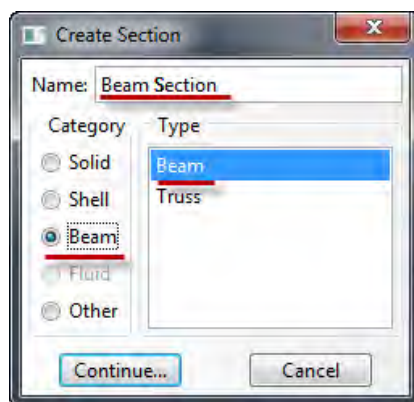 Create Section
Name: Beam Section
Category Type
Solid Beam
Shell Truss
Beam
Fluid
Other
Continue... Cancel